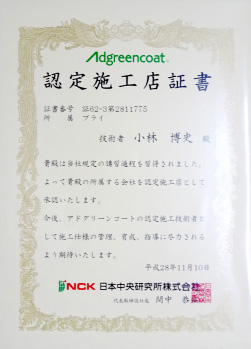 Adgreencoat®
認定施工店証書
証書番号 証62-3第2811775
所　　属 プライ
技術者 小林 博史 殿
貴殿は当社規定の講習過程を習得されました。
よって貴殿の所属する会社を認定施工店として
承認いたします。
今後、アドグリーンコートの認定施工技術者と
して施工仕様の管理、育成、指導に尽力される
よう期待いたします。
平成28年11月10日
NCK 日本中央研究所株式会社
代表取締役社長 関中 恭